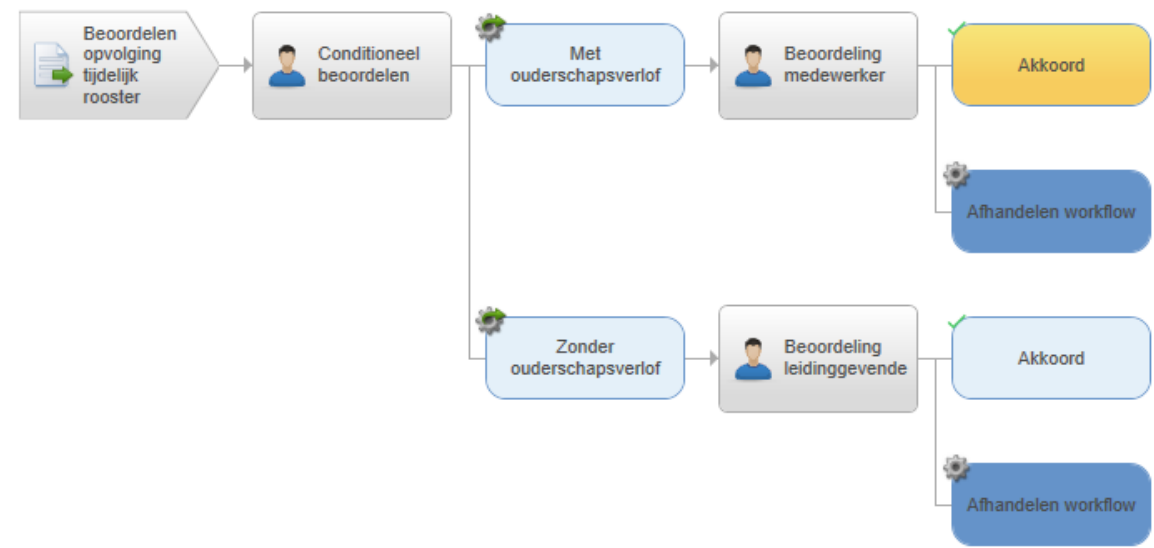 Beoordelen
opvolging
tijdelijk
rooster
Conditioneel
beoordelen
Met
ouderschapsverlof
Beoordeling
medewerker
Akkoord
Afhandelen workflow
Zonder
ouderschapsverlof
Beoordeling
leidinggevende
Akkoord
Afhandelen workflow